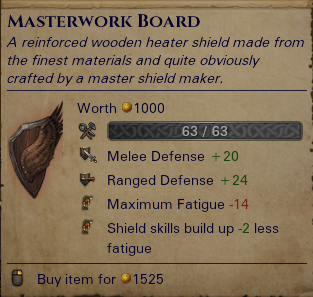 Masterwork Board
A reinforced wooden heater shield made from
the finest materials and quite obviously
crafted by a master shield maker.
Worth 1000
63 / 63
Melee Defense +20
Ranged Defense +24
Maximum Fatigue -14
Shield skills build up -2 less
fatigue
Buy item for 1525